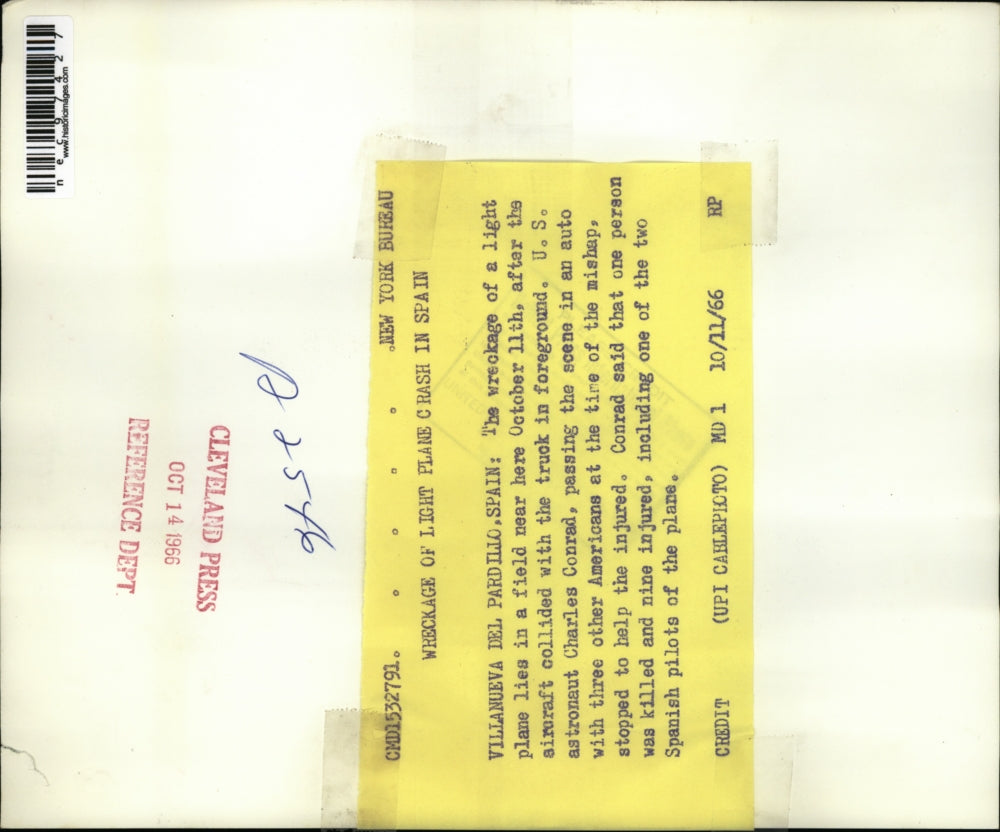 CMD1532791. . . . . .NEW YORK BUREAU
WRECKAGE OF LIGHT PLANE CRASH IN SPAIN
VILLANUEVA DEL PARDILLO,SPAIN: The wreckage of a light
plane lies in a field near here October 11th, after the
aircraft collided with the truck in foreground. U. S.
astronaut Charles Conrad, passing the scene in an auto
with three other Americans at the time of the mishap,
stopped to help the injured. Conrad said that one person
was killed and nine injured, including one of the two
Spanish pilots of the plane.
CREDIT (UPI CABLEPHOTO) MD 1 10/11/66 RP
CLEVELAND PRESS
OCT 14 1966
REFERENCE DEPT.
nec97427
www.historicimages.com